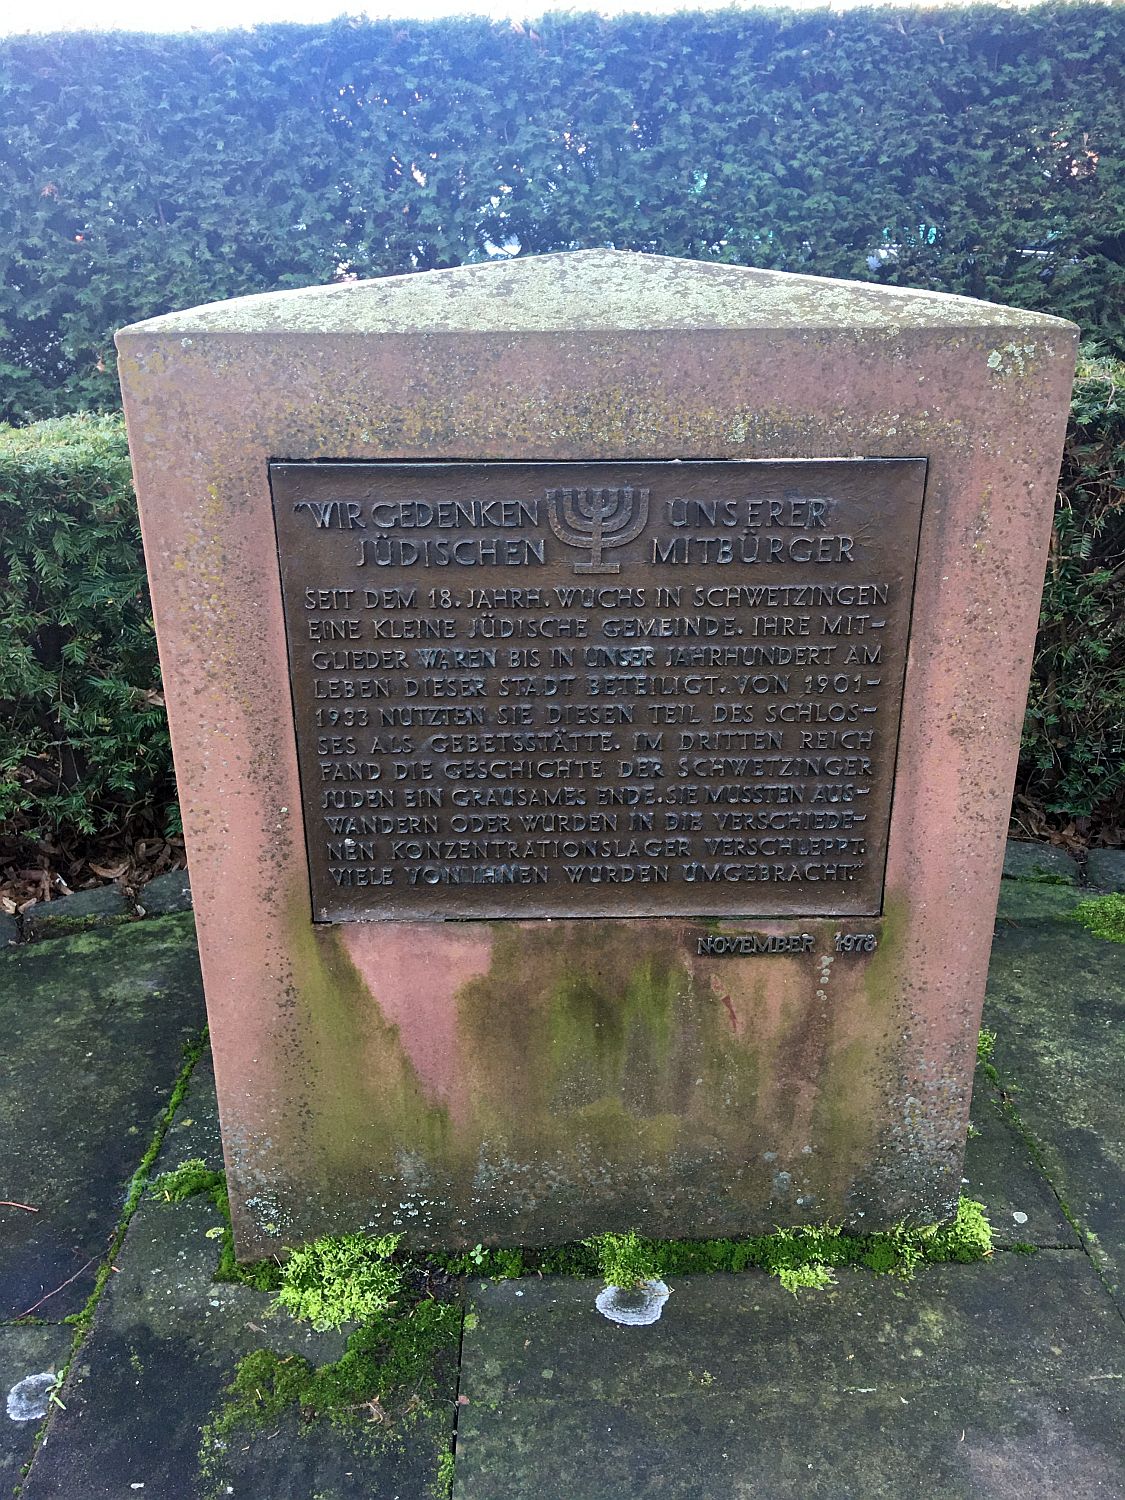 "WIR GEDENKEN UNSERER
JÜDISCHEN MITBÜRGER
SEIT DEM 18. JAHRH. WUCHS IN SCHWETZINGEN
EINE KLEINE JÜDISCHE GEMEINDE. IHRE MIT-
GLIEDER WAREN BIS IN UNSER JAHRHUNDERT AM
LEBEN DIESER STADT BETEILIGT. VON 1901-
1933 NUTZTEN SIE DIESEN TEIL DES SCHLOS-
SES ALS GEBETSSTÄTTE. IM DRITTEN REICH
FAND DIE GESCHICHTE DER SCHWETZINGER
JUDEN EIN GRAUSAMES ENDE. SIE MUSSTEN AUS-
WANDERN ODER WURDEN IN DIE VERSCHIEDE-
NEN KONZENTRATIONSLAGER VERSCHLEPPT.
VIELE VON IHNEN WURDEN UMGEBRACHT."
NOVEMBER 1978